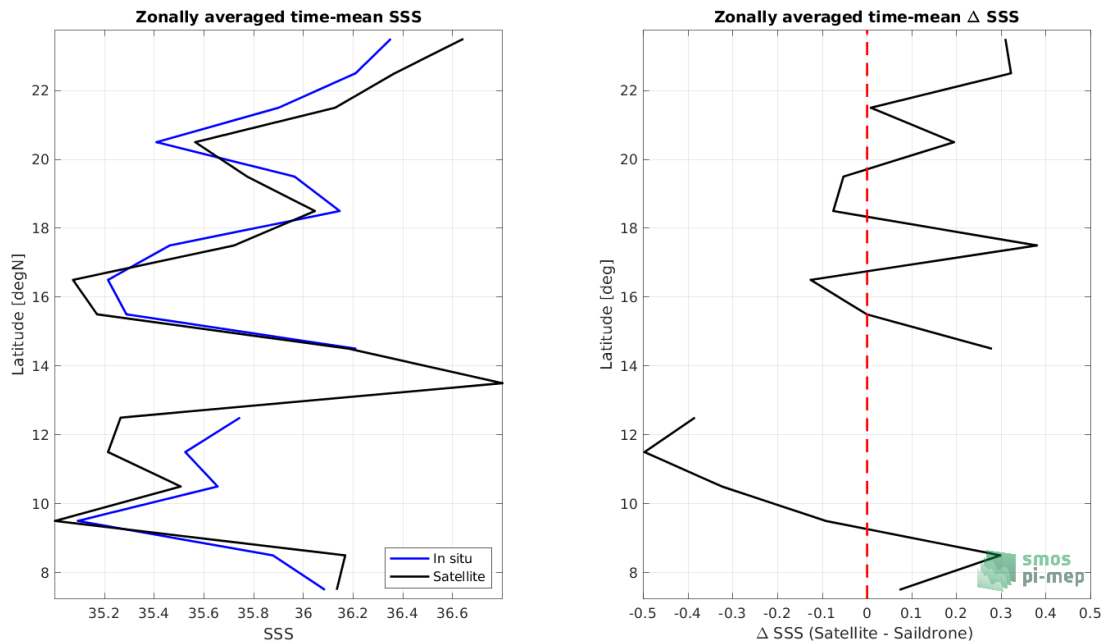 Zonally averaged time-mean SSS
22
20
18
16
14
12
10
8
Latitude [degN]
35.2 35.4 35.6 35.8 36 36.2 36.4 36.6
SSS
In situ
Satellite
Zonally averaged time-mean Δ SSS
22
20
18
16
14
12
10
8
Latitude [deg]
-0.5 -0.4 -0.3 -0.2 -0.1 0 0.1 0.2 0.3 0.4 0.5
Δ SSS (Satellite - Saildrone)
smos
pi-mep